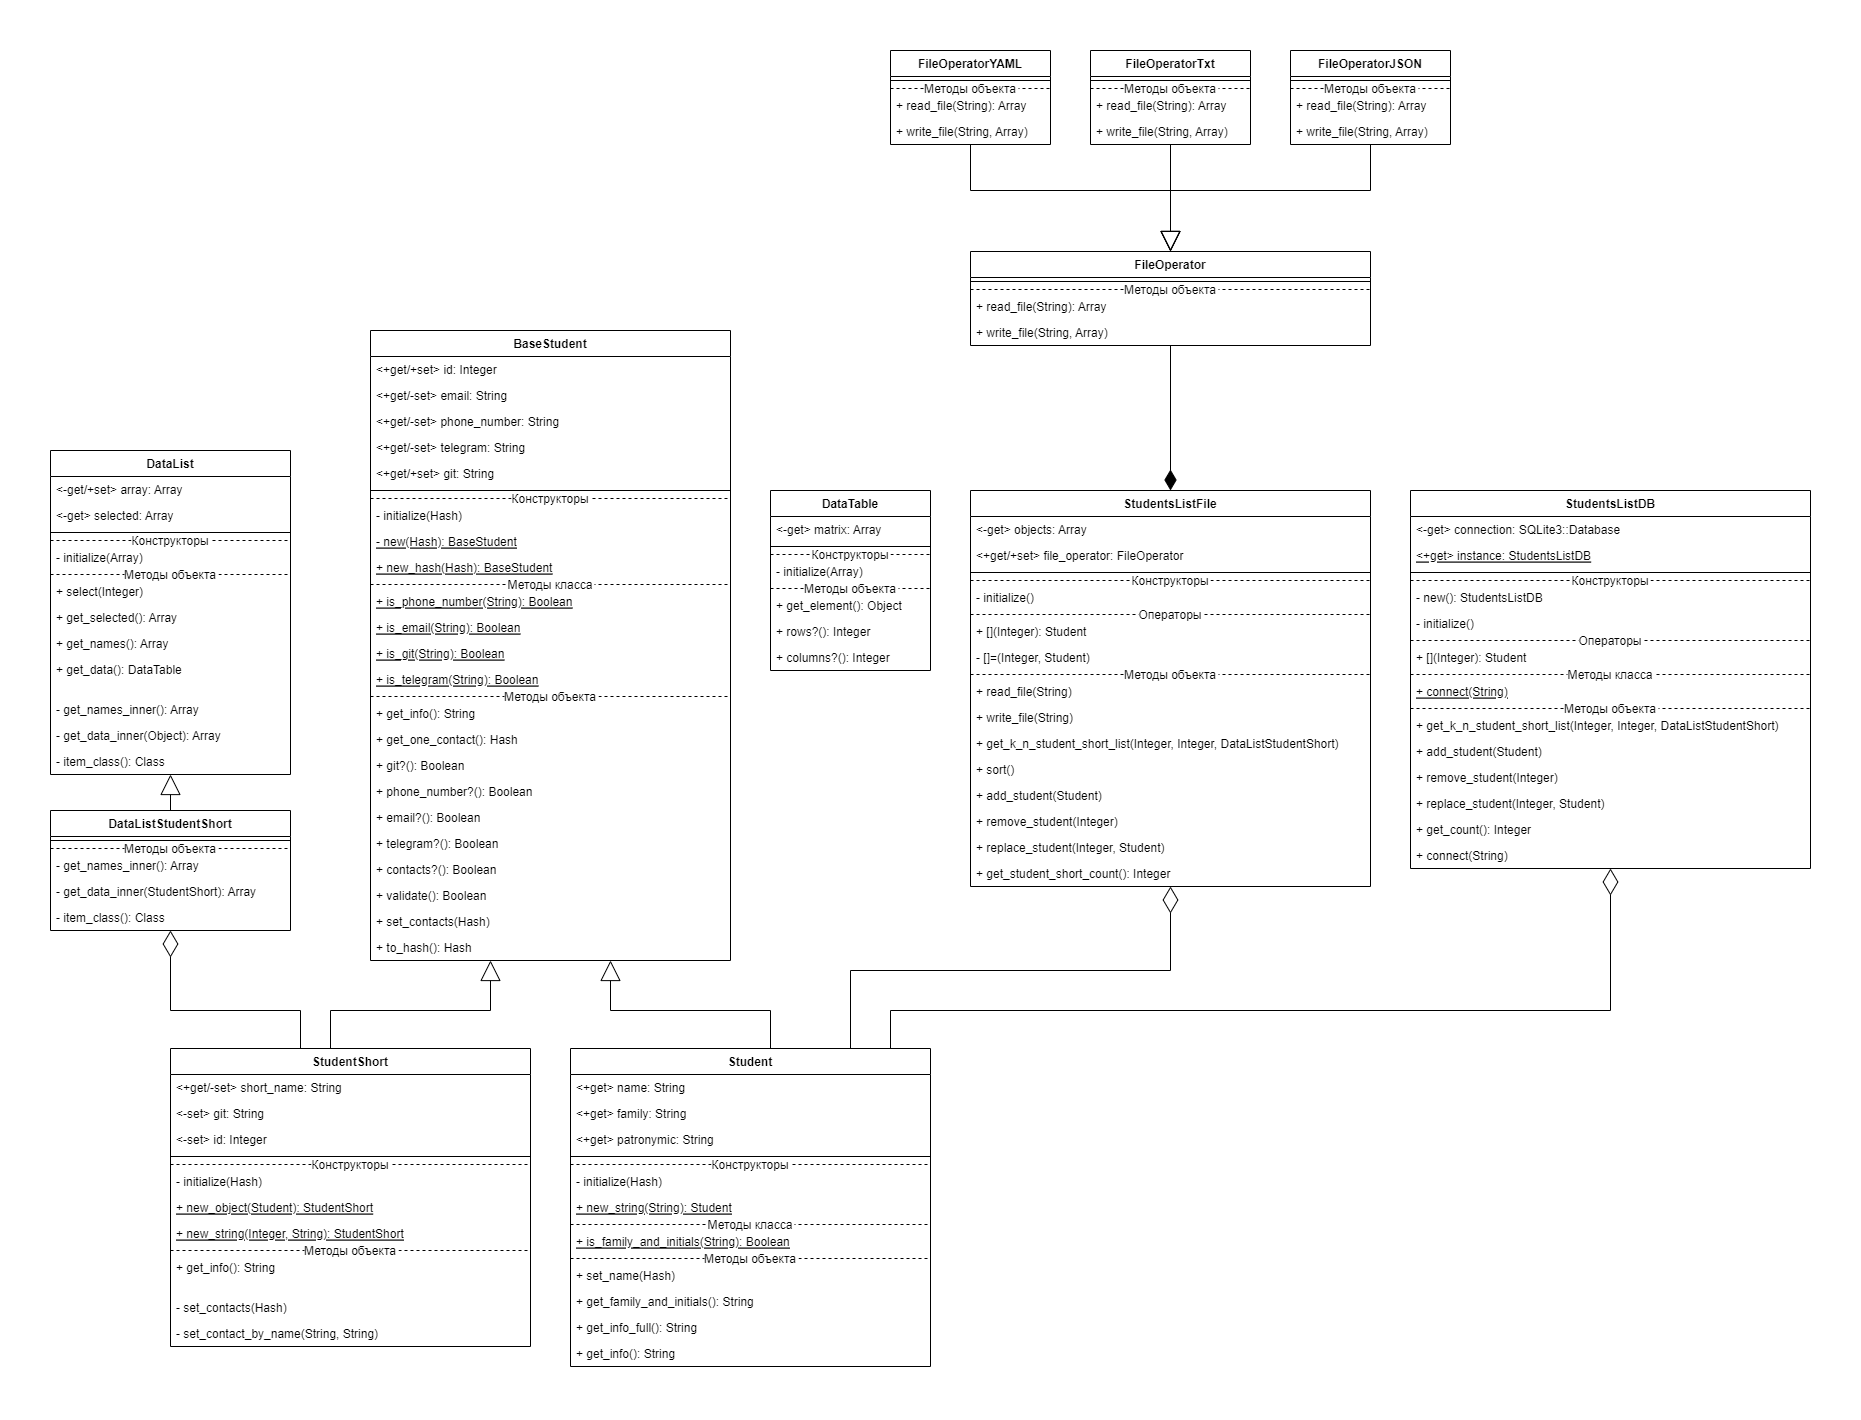 FileOperatorYAML
Методы объекта
+ read_file(String): Array
+ write_file(String, Array)
FileOperatorTxt
Методы объекта
+ read_file(String): Array
+ write_file(String, Array)
FileOperatorJSON
Методы объекта
+ read_file(String): Array
+ write_file(String, Array)
FileOperator
Методы объекта
+ read_file(String): Array
+ write_file(String, Array)
DataList
<-get/+set> array: Array
<-get> selected: Array
Конструкторы
- initialize(Array)
Методы объекта
+ select(Integer)
+ get_selected(): Array
+ get_names(): Array
+ get_data(): DataTable
- get_names_inner(): Array
- get_data_inner(Object): Array
- item_class(): Class
DataListStudentShort
Методы объекта
- get_names_inner(): Array
- get_data_inner(StudentShort): Array
- item_class(): Class
BaseStudent
<+get/+set> id: Integer
<+get/-set> email: String
<+get/-set> phone_number: String
<+get/-set> telegram: String
<+get/+set> git: String
Конструкторы
- initialize(Hash)
- new(Hash): BaseStudent
+ new_hash(Hash): BaseStudent
Методы класса
+ is_phone_number(String): Boolean
+ is_email(String): Boolean
+ is_git(String): Boolean
+ is_telegram(String): Boolean
Методы объекта
+ get_info(): String
+ get_one_contact(): Hash
+ git?(): Boolean
+ phone_number?(): Boolean
+ email?(): Boolean
+ telegram?(): Boolean
+ contacts?(): Boolean
+ validate(): Boolean
+ set_contacts(Hash)
+ to_hash(): Hash
DataTable
<-get> matrix: Array
Конструкторы
- initialize(Array)
Методы объекта
+ get_element(): Object
+ rows?(): Integer
+ columns?(): Integer
StudentsListFile
<-get> objects: Array
<+get/+set> file_operator: FileOperator
Конструкторы
- initialize()
Операторы
+ [](Integer): Student
- []=(Integer, Student)
Методы объекта
+ read_file(String)
+ write_file(String)
+ get_k_n_student_short_list(Integer, Integer, DataListStudentShort)
+ sort()
+ add_student(Student)
+ remove_student(Integer)
+ replace_student(Integer, Student)
+ get_student_short_count(): Integer
StudentsListDB
<-get> connection: SQLite3::Database
<+get> instance: StudentsListDB
Конструкторы
- new(): StudentsListDB
- initialize()
Операторы
+ [](Integer): Student
Методы класса
+ connect(String)
Методы объекта
+ get_k_n_student_short_list(Integer, Integer, DataListStudentShort)
+ add_student(Student)
+ remove_student(Integer)
+ replace_student(Integer, Student)
+ get_count(): Integer
+ connect(String)
StudentShort
<+get/-set> short_name: String
<-set> git: String
<-set> id: Integer
Конструкторы
- initialize(Hash)
+ new_object(Student): StudentShort
+ new_string(Integer, String): StudentShort
Методы объекта
+ get_info(): String
- set_contacts(Hash)
- set_contact_by_name(String, String)
Student
<+get> name: String
<+get> family: String
<+get> patronymic: String
Конструкторы
- initialize(Hash)
+ new_string(String): Student
Методы класса
+ is_family_and_initials(String): Boolean
Методы объекта
+ set_name(Hash)
+ get_family_and_initials(): String
+ get_info_full(): String
+ get_info(): String